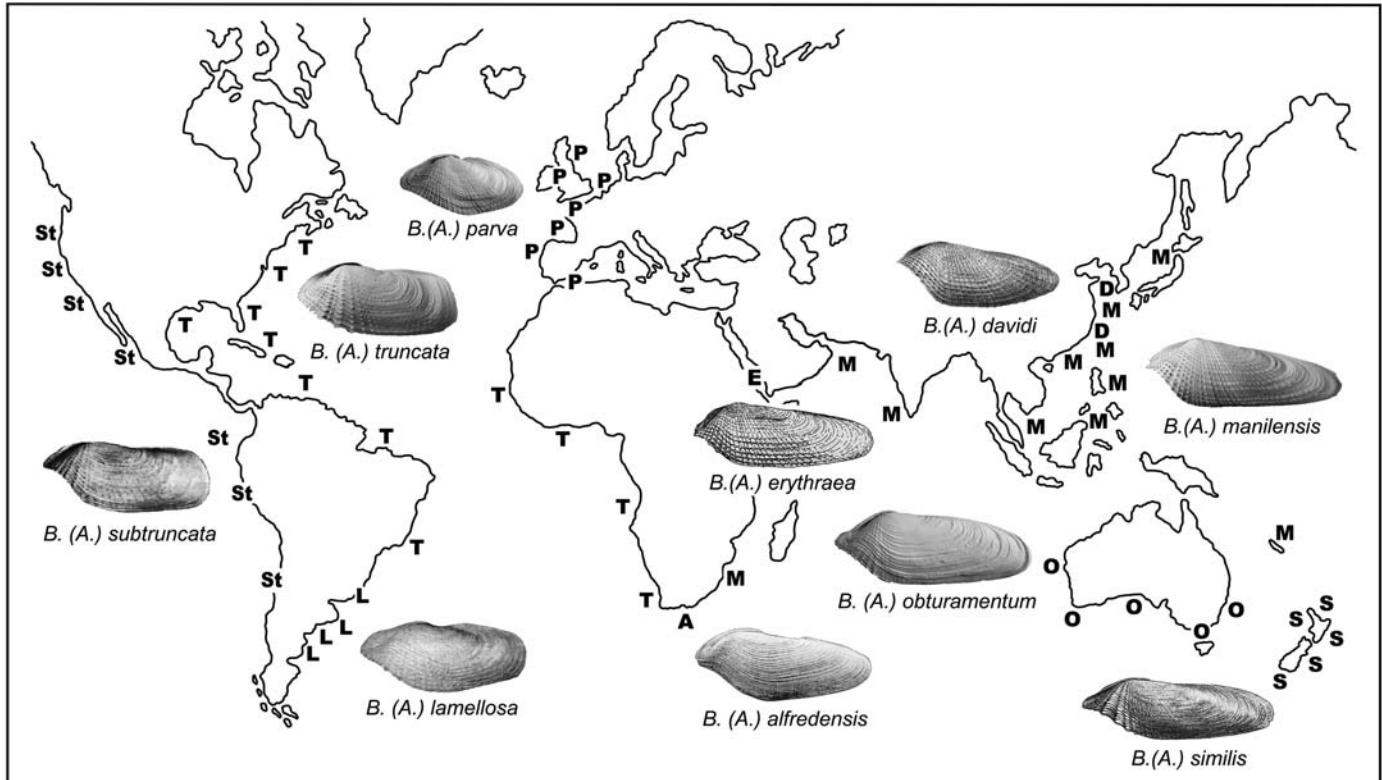 P
P
P
B.(A.) parva
P
St
T
P
P
M
St
T
P
D
B.(A.) davidi
M
St
T
T
B. (A.) truncata
D
M
M
M
St
T
T
E
M
T
M
M
M
B.(A.) manilensis
St
T
T
B.(A.) erythraea
B. (A.) subtruncata
St
T
M
T
O
St
M
B. (A.) obturamentum
L
T
A
O
O
O
O
S
S
L
L
L
S
S
S
B. (A.) lamellosa
B. (A.) alfredensis
B.(A.) similis